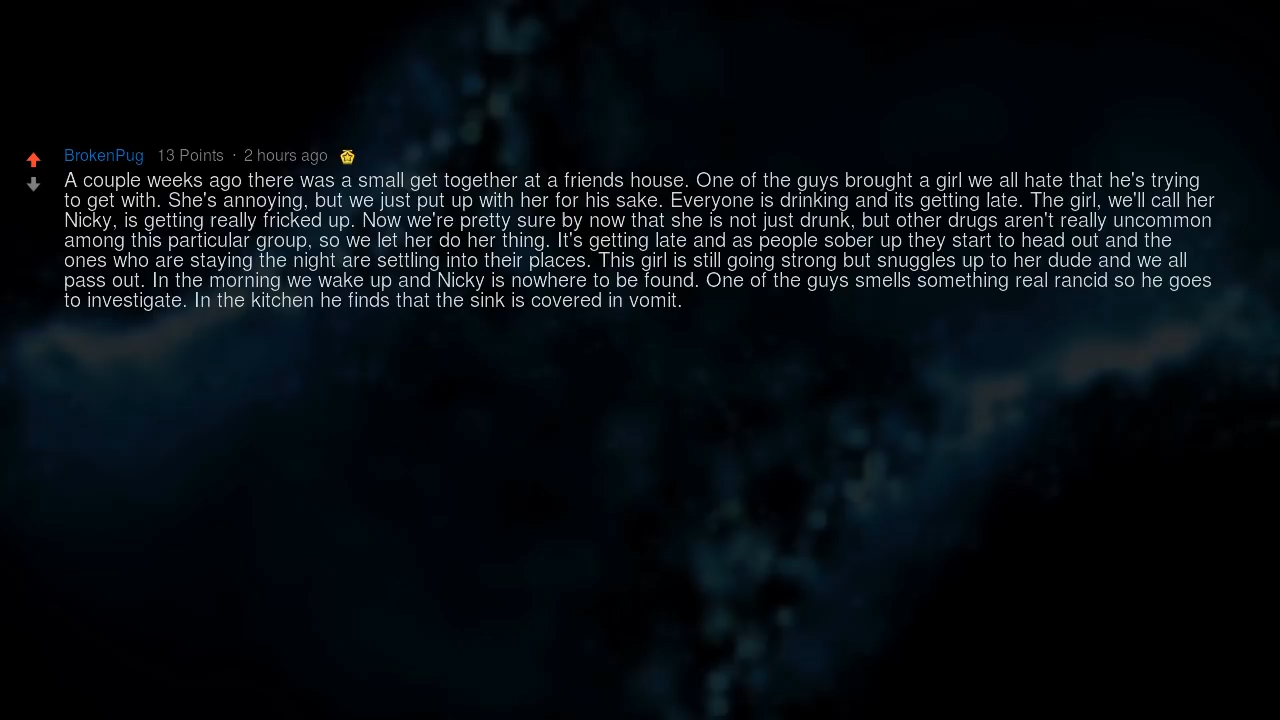 BrokenPug 13 Points · 2 hours ago
A couple weeks ago there was a small get together at a friends house. One of the guys brought a girl we all hate that he's trying
to get with. She's annoying, but we just put up with her for his sake. Everyone is drinking and its getting late. The girl, we'll call her
Nicky, is getting really fricked up. Now we're pretty sure by now that she is not just drunk, but other drugs aren't really uncommon
among this particular group, so we let her do her thing. It's getting late and as people sober up they start to head out and the
ones who are staying the night are settling into their places. This girl is still going strong but snuggles up to her dude and we all
pass out. In the morning we wake up and Nicky is nowhere to be found. One of the guys smells something real rancid so he goes
to investigate. In the kitchen he finds that the sink is covered in vomit.